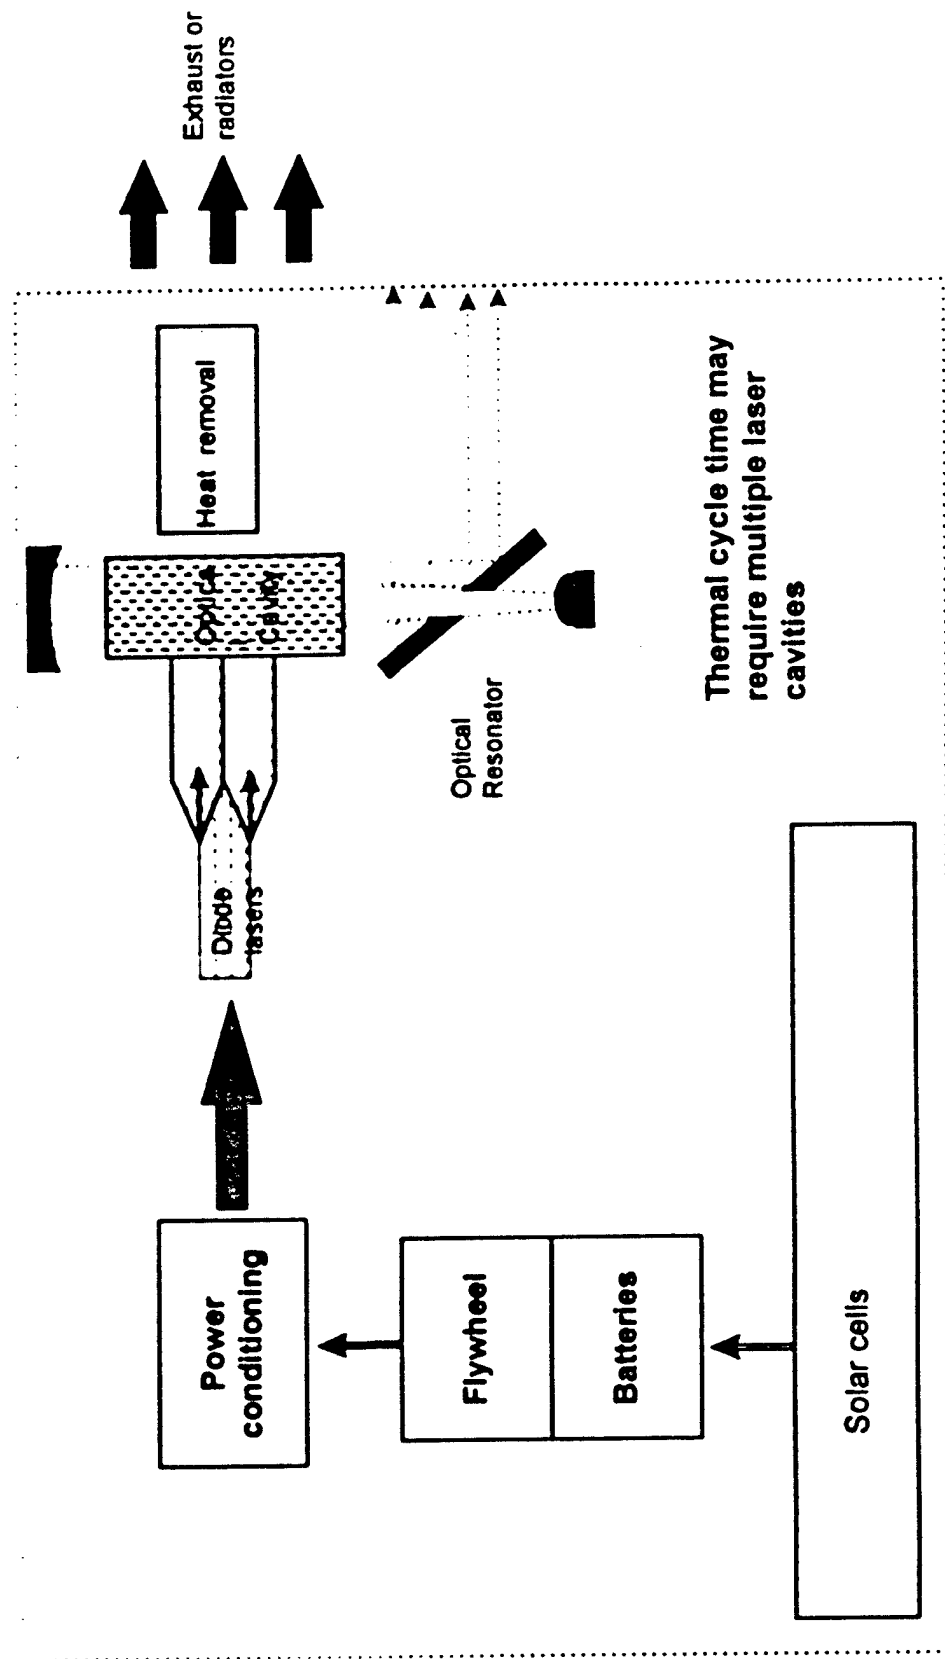 Exhaust or
radiators
Heat removal
Optical
Cavity
Diode
lasers
Optical
Resonator
Thermal cycle time may
require multiple laser
cavities
Power
conditioning
Flywheel
Batteries
Solar cells